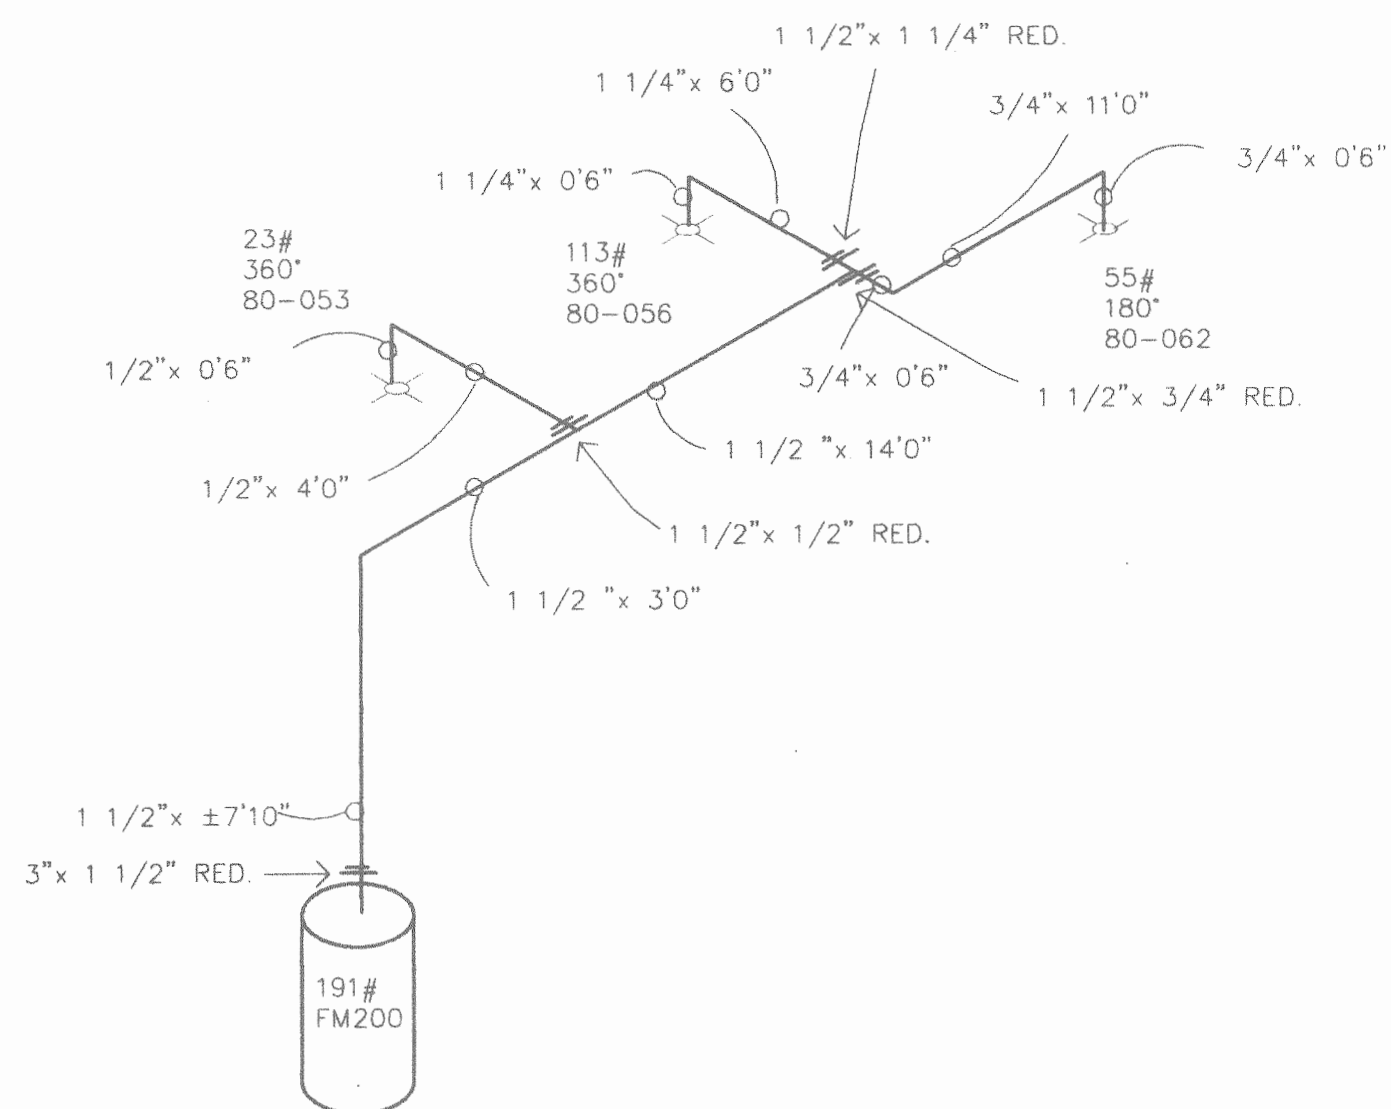 1 1/2"x 1 1/4" RED.
1 1/4"x 6'0"
3/4"x 11'0"
3/4"x 0'6"
1 1/4"x 0'6"
23#
360°
80-053
113#
360°
80-056
55#
180°
80-062
1/2"x 0'6"
3/4"x 0'6"
1 1/2"x 3/4" RED.
1 1/2 "x 14'0"
1/2"x 4'0"
1 1/2"x 1/2" RED.
1 1/2 "x 3'0"
1 1/2"x ±7'10"
3"x 1 1/2" RED.
191#
FM200